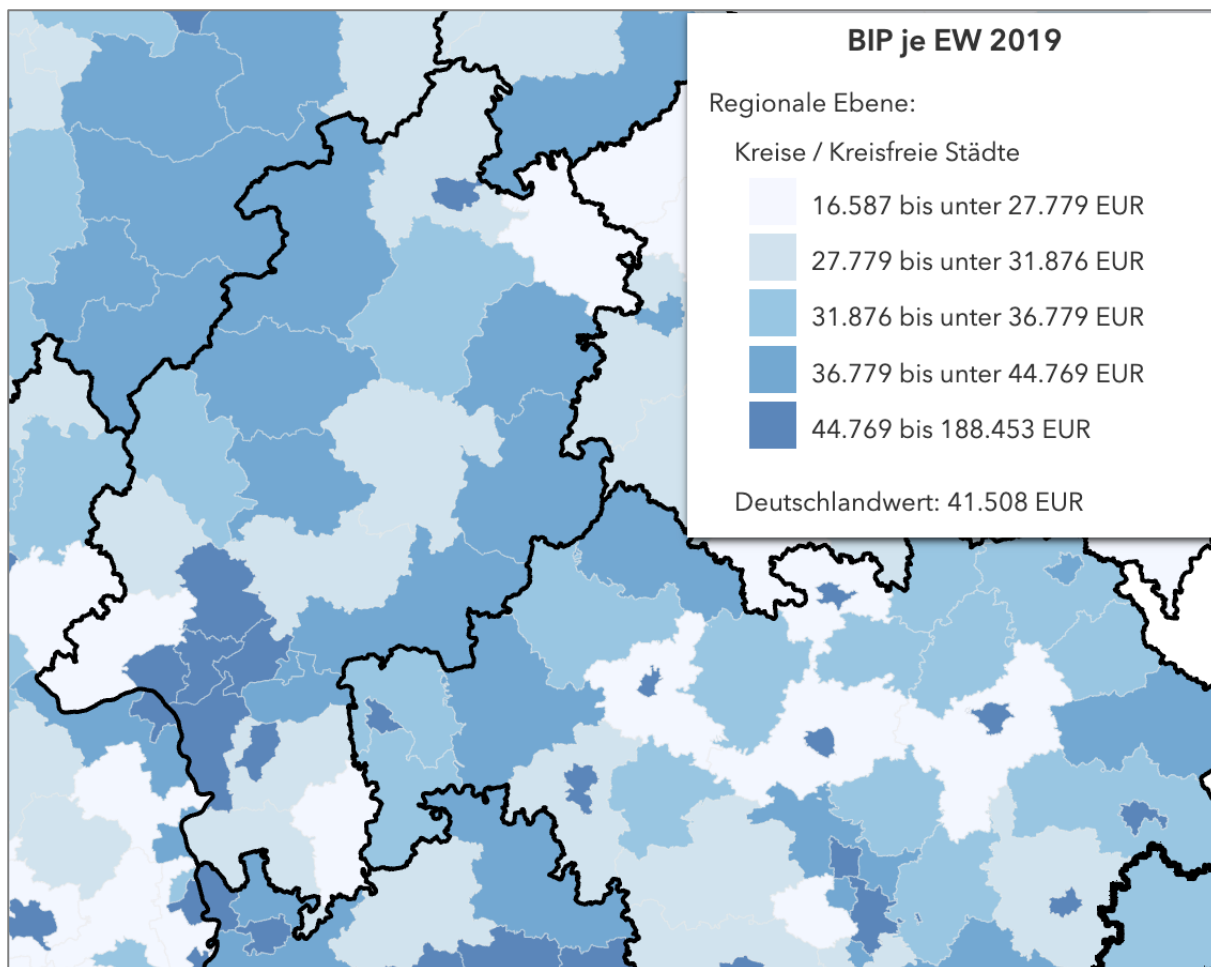 BIP je EW 2019
Regionale Ebene:
Kreise / Kreisfreie Städte
16.587 bis unter 27.779 EUR
27.779 bis unter 31.876 EUR
31.876 bis unter 36.779 EUR
36.779 bis unter 44.769 EUR
44.769 bis 188.453 EUR
Deutschlandwert: 41.508 EUR